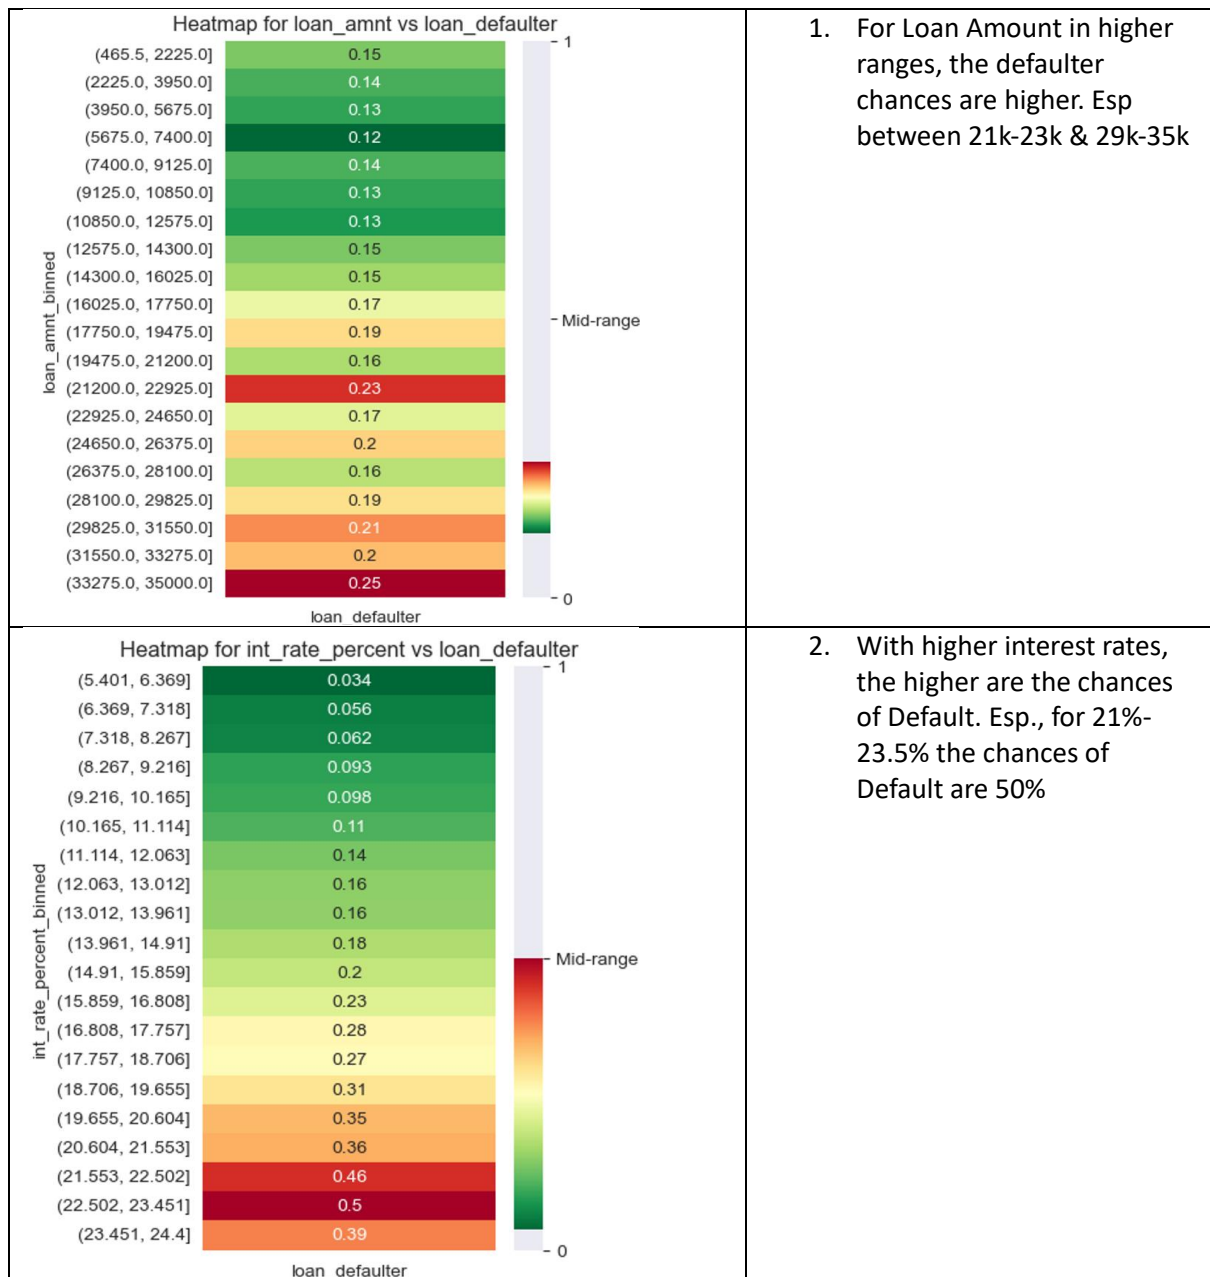 Heatmap for loan_amnt vs loan_defaulter
(465.5, 2225.0] 0.15
(2225.0, 3950.0] 0.14
(3950.0, 5675.0] 0.13
(5675.0, 7400.0] 0.12
(7400.0, 9125.0] 0.14
(9125.0, 10850.0] 0.13
(10850.0, 12575.0] 0.13
(12575.0, 14300.0] 0.15
(14300.0, 16025.0] 0.15
(16025.0, 17750.0] 0.17
(17750.0, 19475.0] 0.19
(19475.0, 21200.0] 0.16
(21200.0, 22925.0] 0.23
(22925.0, 24650.0] 0.17
(24650.0, 26375.0] 0.2
(26375.0, 28100.0] 0.16
(28100.0, 29825.0] 0.19
(29825.0, 31550.0] 0.21
(31550.0, 33275.0] 0.2
(33275.0, 35000.0] 0.25
loan_amnt_binned
loan_defaulter
1
Mid-range
0
1. For Loan Amount in higher
ranges, the defaulter
chances are higher. Esp
between 21k-23k & 29k-35k
Heatmap for int_rate_percent vs loan_defaulter
(5.401, 6.369] 0.034
(6.369, 7.318] 0.056
(7.318, 8.267] 0.062
(8.267, 9.216] 0.093
(9.216, 10.165] 0.098
(10.165, 11.114] 0.11
(11.114, 12.063] 0.14
(12.063, 13.012] 0.16
(13.012, 13.961] 0.16
(13.961, 14.91] 0.18
(14.91, 15.859] 0.2
(15.859, 16.808] 0.23
(16.808, 17.757] 0.28
(17.757, 18.706] 0.27
(18.706, 19.655] 0.31
(19.655, 20.604] 0.35
(20.604, 21.553] 0.36
(21.553, 22.502] 0.46
(22.502, 23.451] 0.5
(23.451, 24.4] 0.39
int_rate_percent_binned
loan_defaulter
1
Mid-range
0
2. With higher interest rates,
the higher are the chances
of Default. Esp., for 21%-
23.5% the chances of
Default are 50%